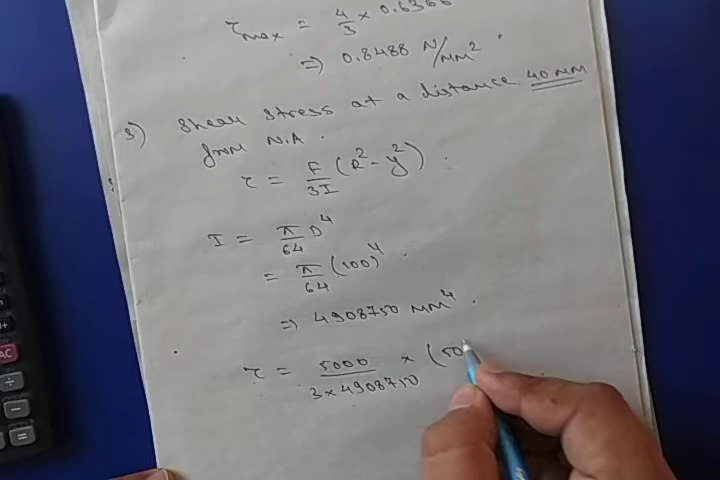 τmax = 4/3 × 0.6366
⇒ 0.8488 N/MM²
3) Shear stress at a distance 40 MM
from N.A.
τ = F/3I (R² - y²)
I = π/64 D⁴
= π/64 (100)⁴
⇒ 4908750 MM⁴
τ = 5000/3×4908750 × (50
AC